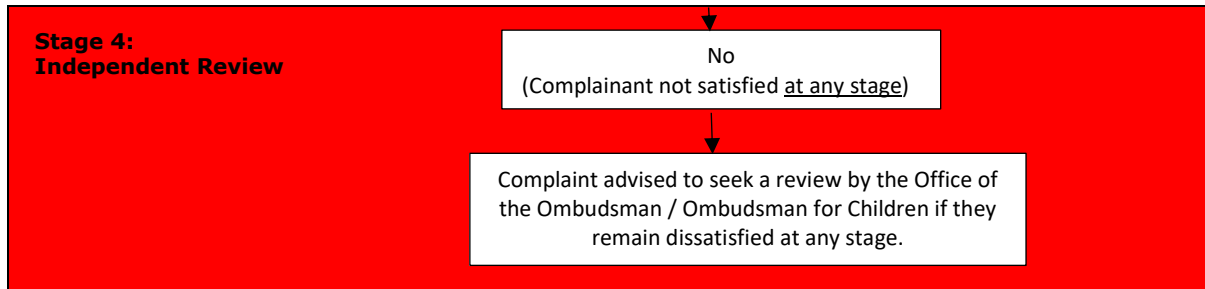 Stage 4:
Independent Review
No
(Complainant not satisfied at any stage)
Complaint advised to seek a review by the Office of
the Ombudsman / Ombudsman for Children if they
remain dissatisfied at any stage.